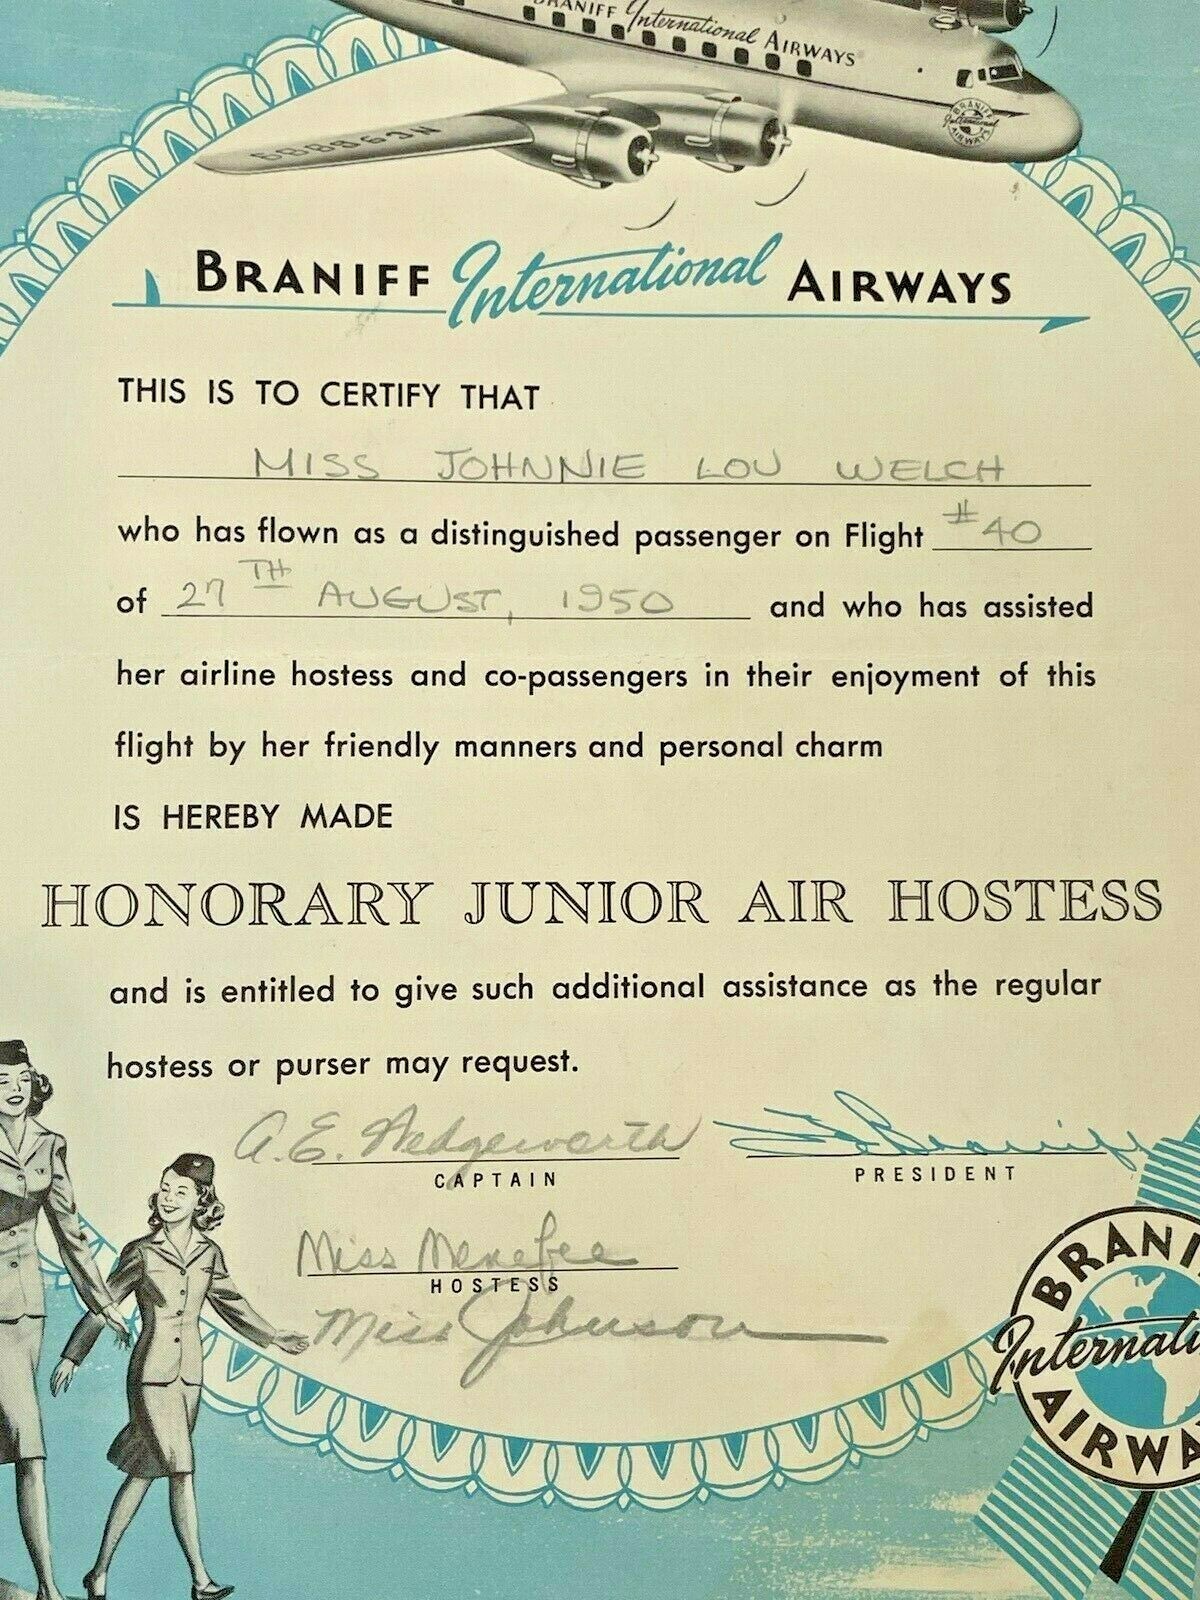 BRANIFF International AIRWAYS
BRANIFF International AIRWAYS
BRANIFF International AIRWAYS
THIS IS TO CERTIFY THAT
MISS JOHNNIE LOU WELCH
who has flown as a distinguished passenger on Flight #40
of 27TH AUGUST, 1950 and who has assisted
her airline hostess and co-passengers in their enjoyment of this
flight by her friendly manners and personal charm
IS HEREBY MADE
HONORARY JUNIOR AIR HOSTESS
and is entitled to give such additional assistance as the regular
hostess or purser may request.
A. E. Hedgeworth
CAPTAIN PRESIDENT
Miss Menefee
HOSTESS
Miss Johnson
BRANI
Internati
AIRWA